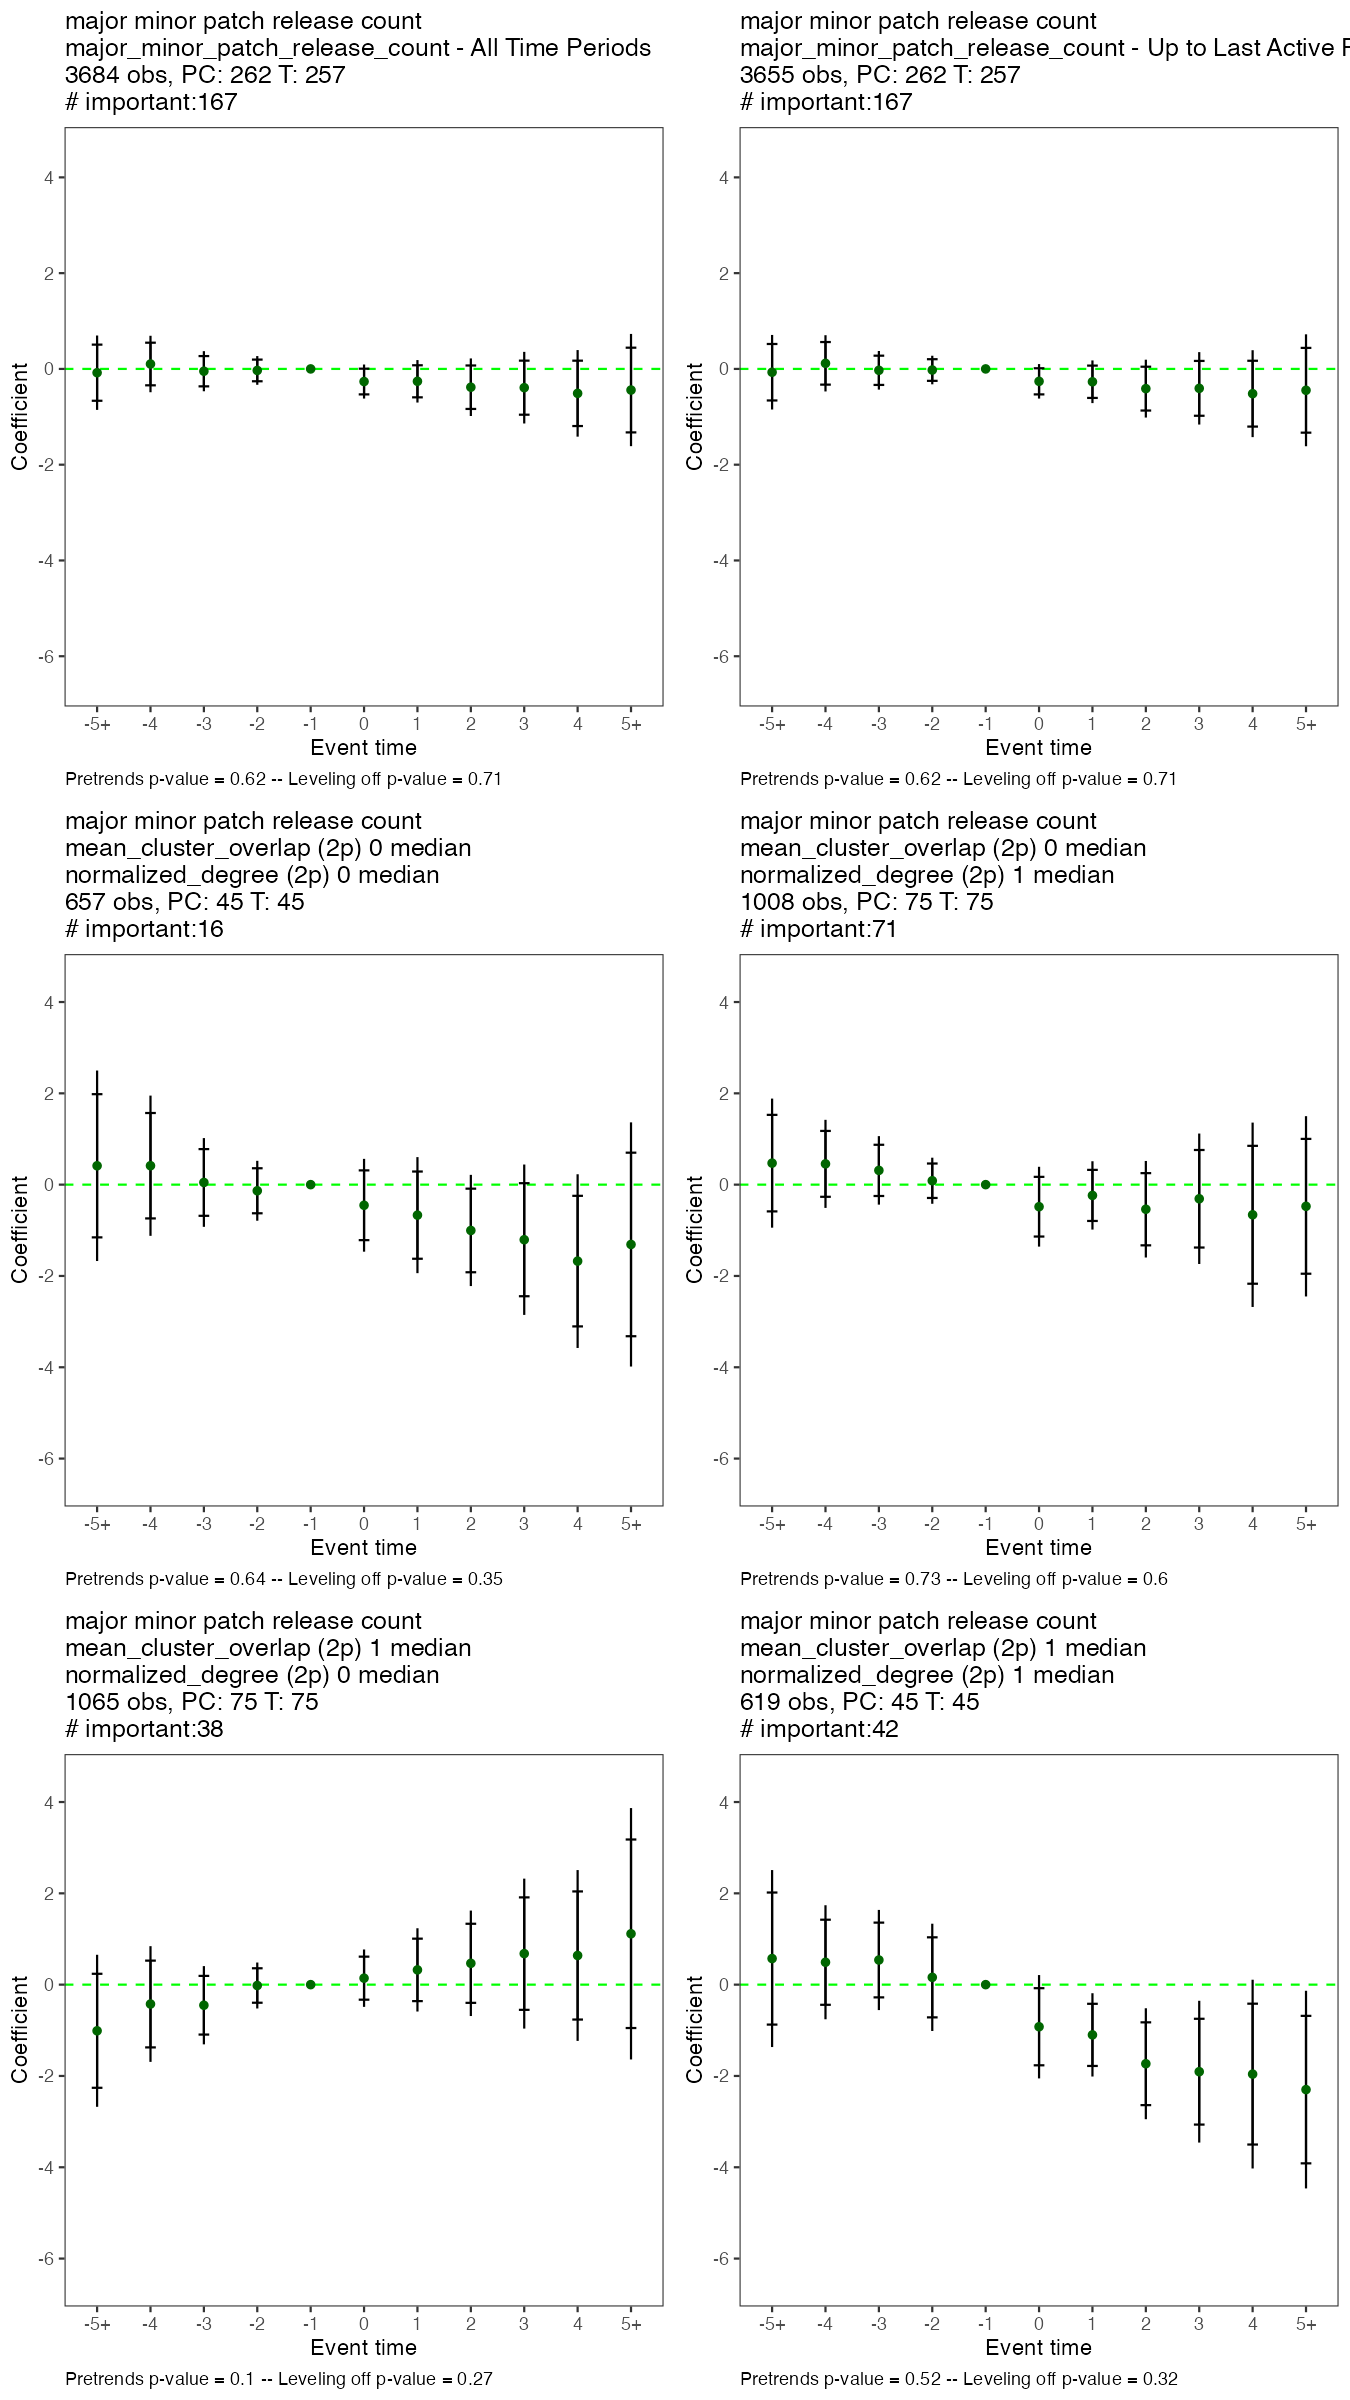 major minor patch release count
major_minor_patch_release_count - All Time Periods
3684 obs, PC: 262 T: 257
# important:167
4
2
0
-2
-4
-6
Coefficient
-5+ -4 -3 -2 -1 0 1 2 3 4 5+
Event time
Pretrends p-value = 0.62 -- Leveling off p-value = 0.71
major minor patch release count
major_minor_patch_release_count - Up to Last Active
3655 obs, PC: 262 T: 257
# important:167
4
2
0
-2
-4
-6
Coefficient
-5+ -4 -3 -2 -1 0 1 2 3 4 5+
Event time
Pretrends p-value = 0.62 -- Leveling off p-value = 0.71
major minor patch release count
mean_cluster_overlap (2p) 0 median
normalized_degree (2p) 0 median
657 obs, PC: 45 T: 45
# important:16
4
2
0
-2
-4
-6
Coefficient
-5+ -4 -3 -2 -1 0 1 2 3 4 5+
Event time
Pretrends p-value = 0.64 -- Leveling off p-value = 0.35
major minor patch release count
mean_cluster_overlap (2p) 0 median
normalized_degree (2p) 1 median
1008 obs, PC: 75 T: 75
# important:71
4
2
0
-2
-4
-6
Coefficient
-5+ -4 -3 -2 -1 0 1 2 3 4 5+
Event time
Pretrends p-value = 0.73 -- Leveling off p-value = 0.6
major minor patch release count
mean_cluster_overlap (2p) 1 median
normalized_degree (2p) 0 median
1065 obs, PC: 75 T: 75
# important:38
4
2
0
-2
-4
-6
Coefficient
-5+ -4 -3 -2 -1 0 1 2 3 4 5+
Event time
Pretrends p-value = 0.1 -- Leveling off p-value = 0.27
major minor patch release count
mean_cluster_overlap (2p) 1 median
normalized_degree (2p) 1 median
619 obs, PC: 45 T: 45
# important:42
4
2
0
-2
-4
-6
Coefficient
-5+ -4 -3 -2 -1 0 1 2 3 4 5+
Event time
Pretrends p-value = 0.52 -- Leveling off p-value = 0.32